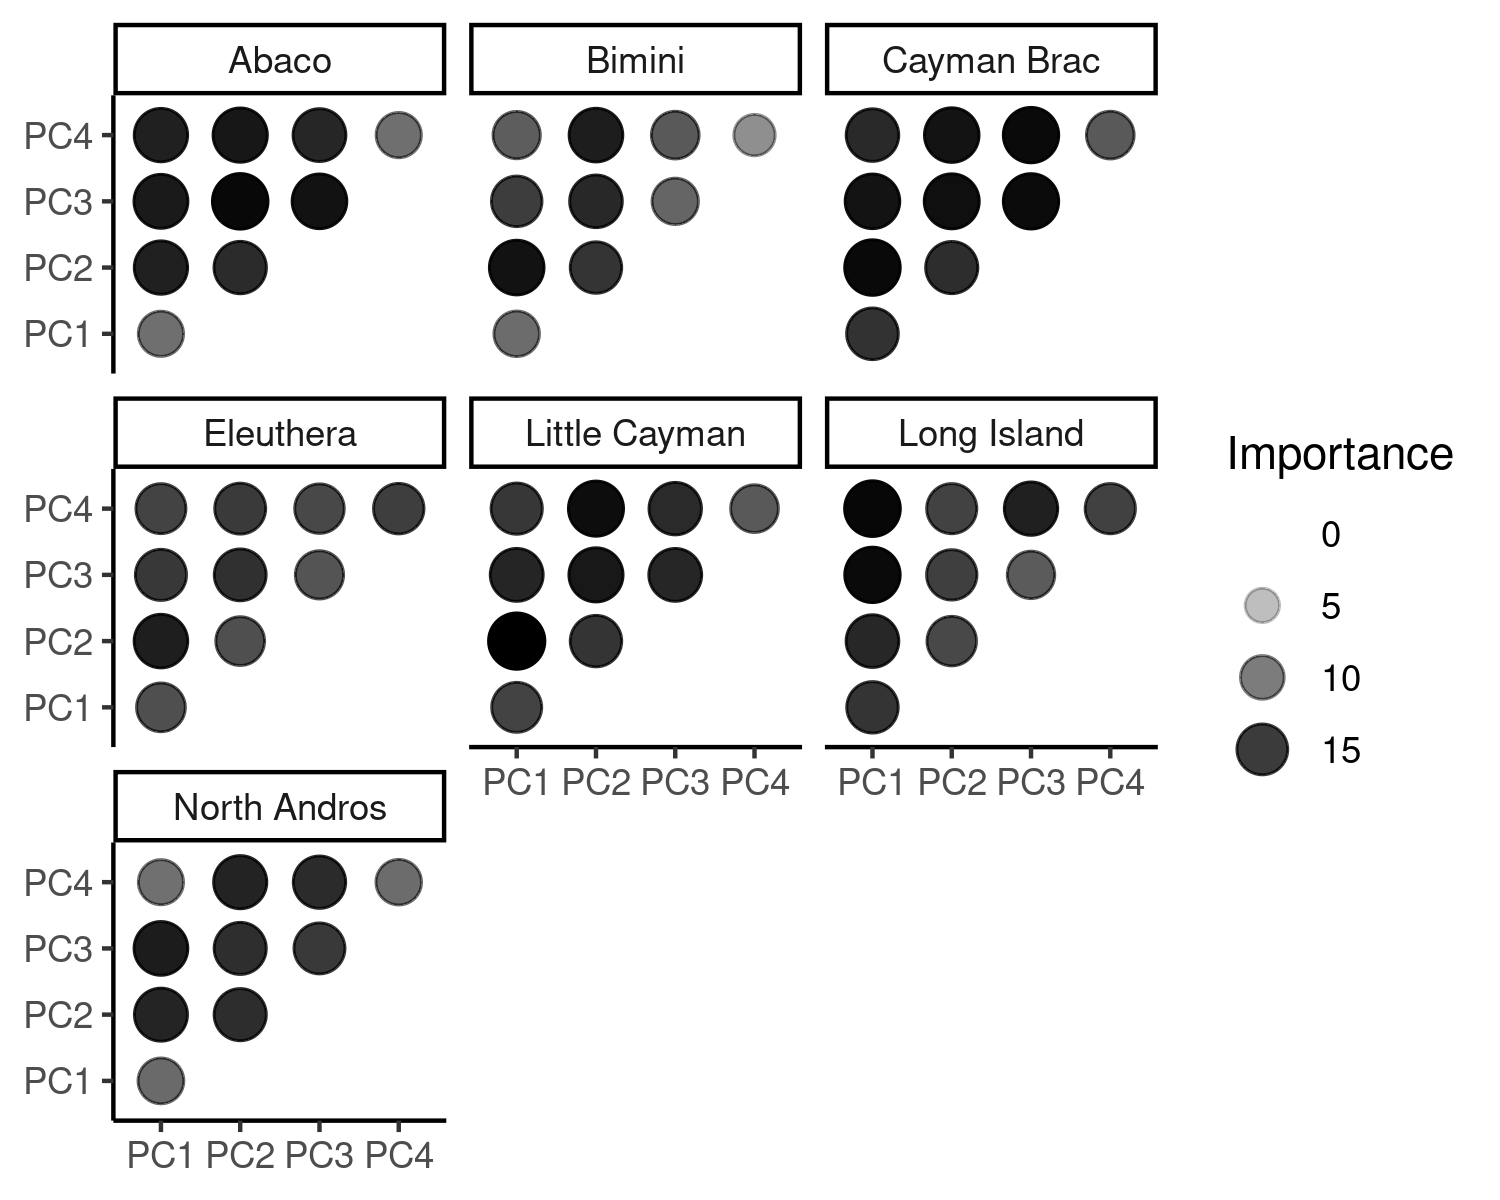 Abaco
Bimini
Cayman Brac
PC4
PC3
PC2
PC1
Eleuthera
Little Cayman
Long Island
PC4
PC3
PC2
PC1
PC1 PC2 PC3 PC4
PC1 PC2 PC3 PC4
Importance
0
5
10
15
North Andros
PC4
PC3
PC2
PC1
PC1 PC2 PC3 PC4